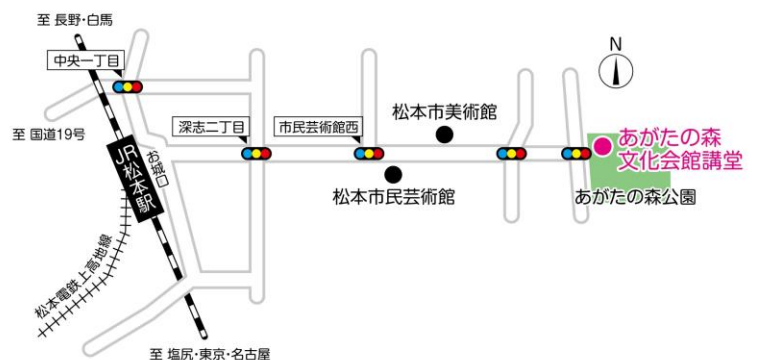 至 長野・白馬
中央一丁目
N
至 国道19号
深志二丁目
市民芸術館西
松本市美術館
お城口
JR松本駅
あがたの森
文化会館講堂
松本市民芸術館
あがたの森公園
松本電鉄上高地線
至 塩尻・東京・名古屋